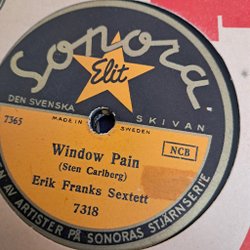 Sonora
Elit
DEN SVENSKA SKIVAN
7365
MADE IN SWEDEN
Window Pain
NCB
(Sten Carlberg)
Erik Franks Sextett
7318
N AV ARTISTER PÅ SONORAS STJÄRNSERIE